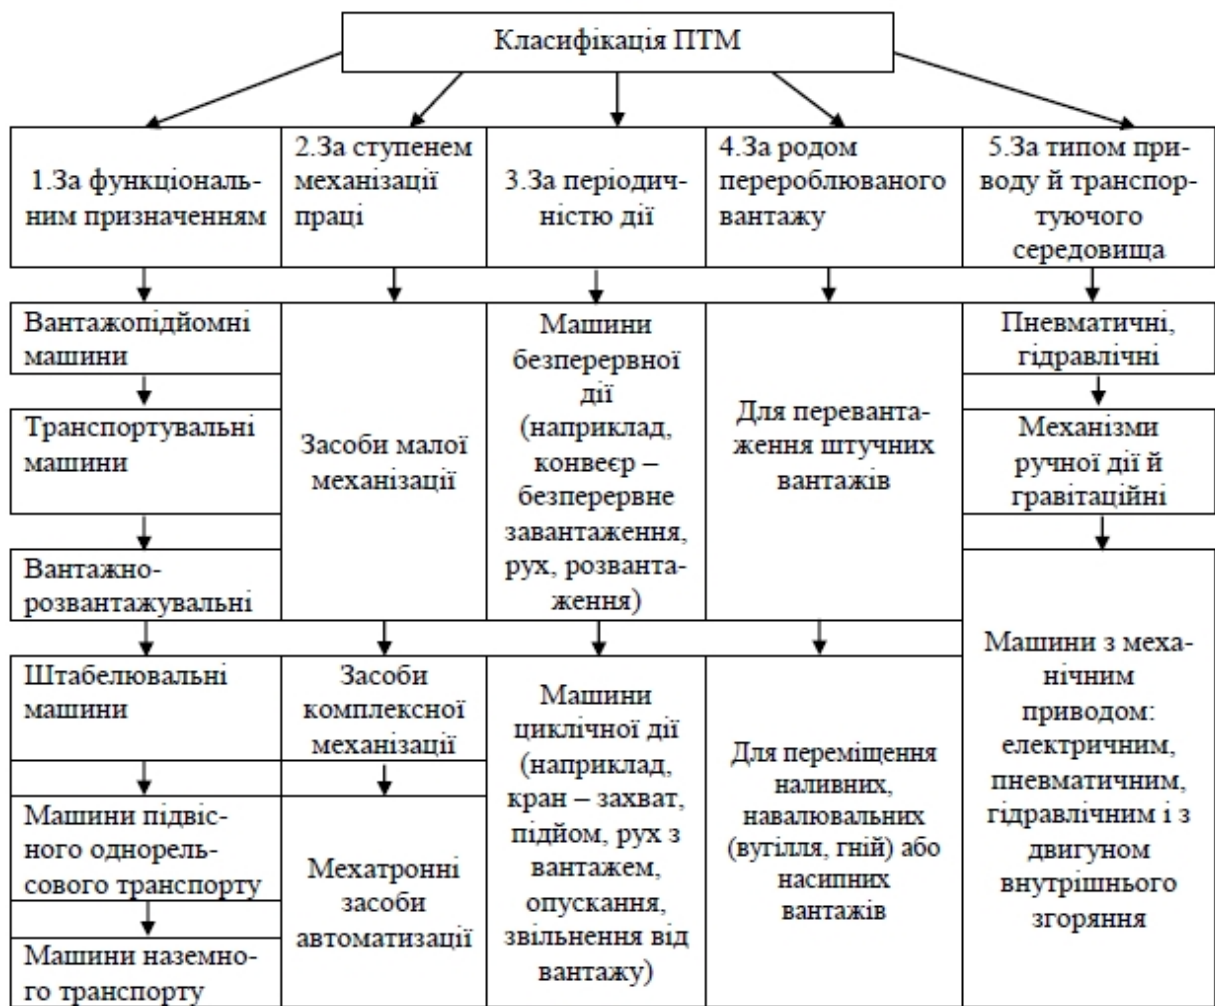 Класифікація ПТМ
1.За функціональ-
ним призначенням
2.За ступенем
механізації
праці
3.За періодич-
ністю дії
4.За родом
перероблюваного
вантажу
5.За типом при-
воду й транспор-
туючого
середовища
Вантажопідйомні
машини
Транспортувальні
машини
Вантажно-
розвантажувальні
Штабелювальні
машини
Машини підвіс-
ного однорель-
сового транспорту
Машини наземно-
го транспорту
Засоби малої
механізації
Засоби
комплексної
механізації
Мехатронні
засоби
автоматизації
Машини
безперервної
дії
(наприклад,
конвеєр –
безперервне
завантаження,
рух, розванта-
ження)
Машини
циклічної дії
(наприклад,
кран – захват,
підйом, рух з
вантажем,
опускання,
звільнення від
вантажу)
Для переванта-
ження штучних
вантажів
Для переміщення
наливних,
навалювальних
(вугілля, гній) або
насипних
вантажів
Пневматичні,
гідравлічні
Механізми
ручної дії й
гравітаційні
Машини з меха-
нічним
приводом:
електричним,
пневматичним,
гідравлічним і з
двигуном
внутрішнього
згоряння